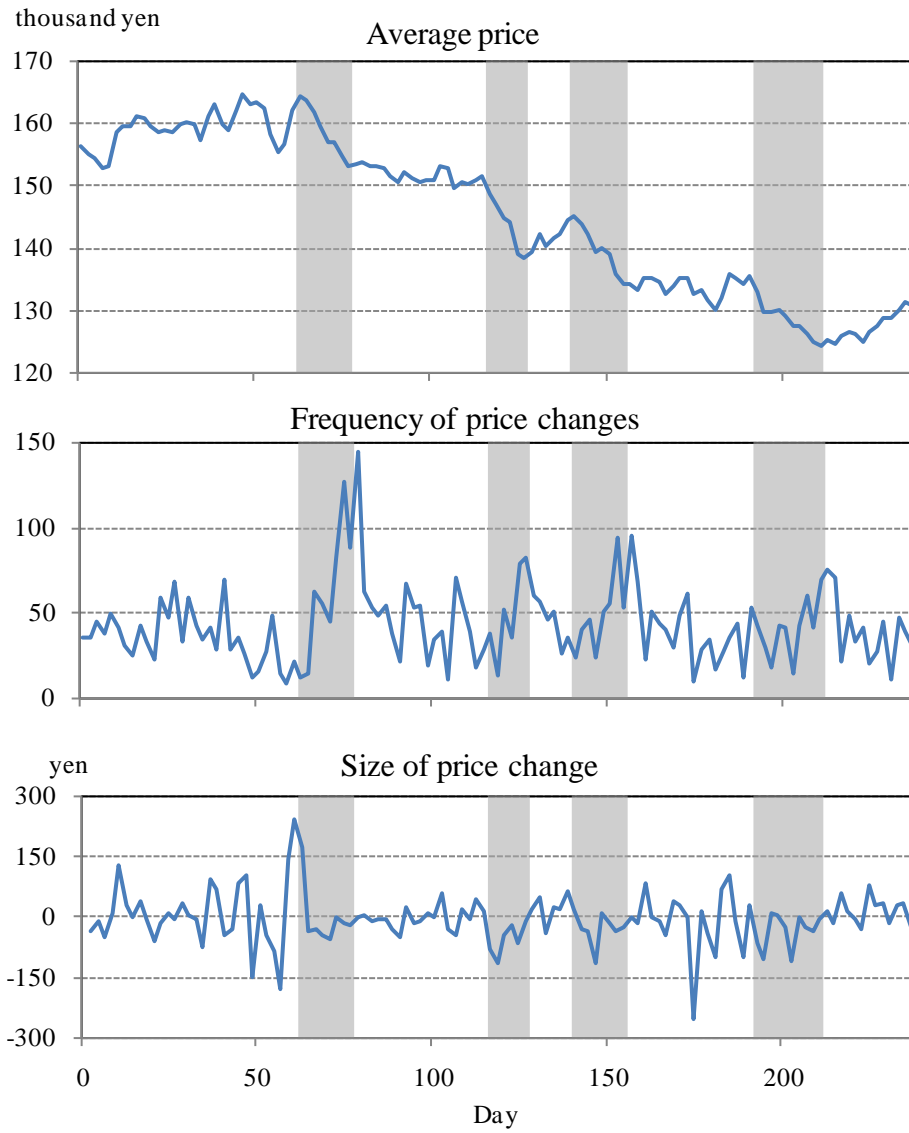 thousand yen
Average price
170
160
150
140
130
120
Frequency of price changes
150
100
50
0
yen
Size of price change
300
150
0
-150
-300
0 50 100 150 200
Day